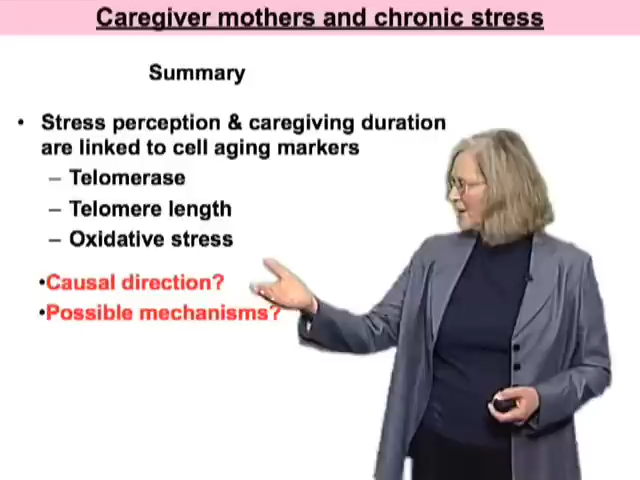 Caregiver mothers and chronic stress
Summary
• Stress perception & caregiving duration
are linked to cell aging markers
– Telomerase
– Telomere length
– Oxidative stress
•Causal direction?
•Possible mechanisms?